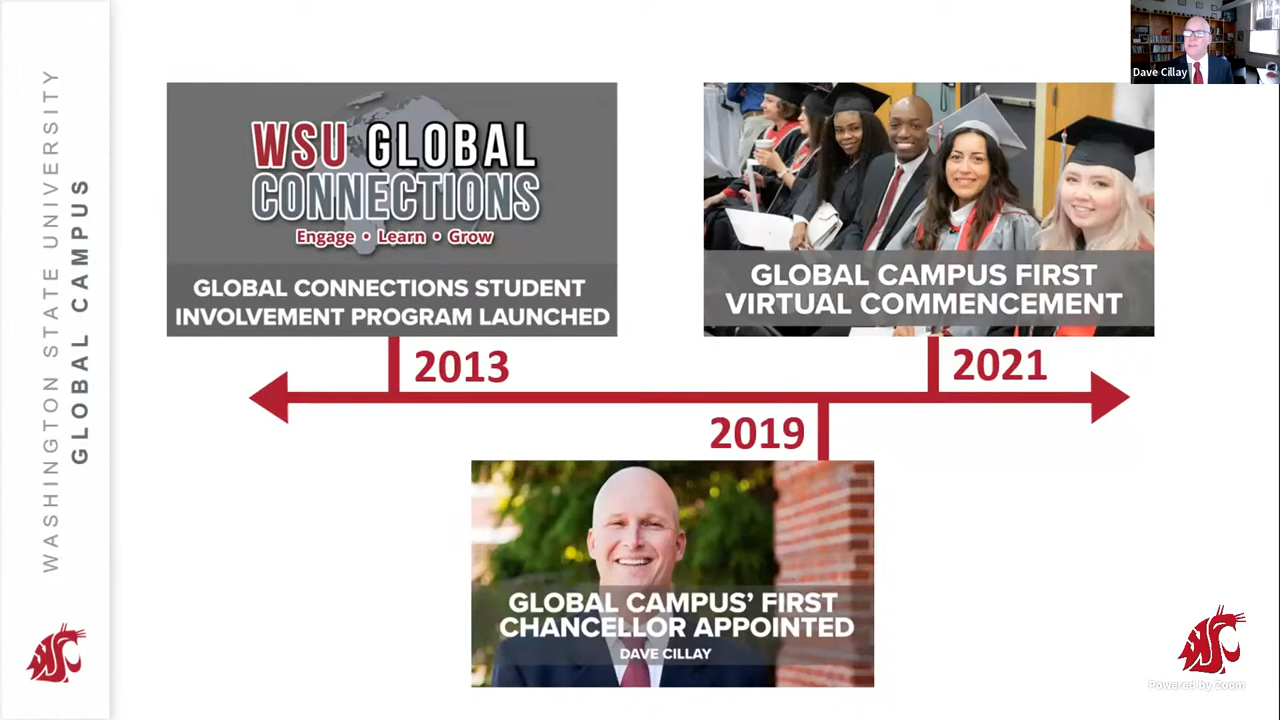 WASHINGTON STATE UNIVERSITY
GLOBAL CAMPUS
Dave Cillay
WSU GLOBAL
CONNECTIONS
Engage • Learn • Grow
GLOBAL CONNECTIONS STUDENT
INVOLVEMENT PROGRAM LAUNCHED
2013
GLOBAL CAMPUS FIRST
VIRTUAL COMMENCEMENT
2021
2019
GLOBAL CAMPUS’ FIRST
CHANCELLOR APPOINTED
DAVE CILLAY
Powered by Zoom